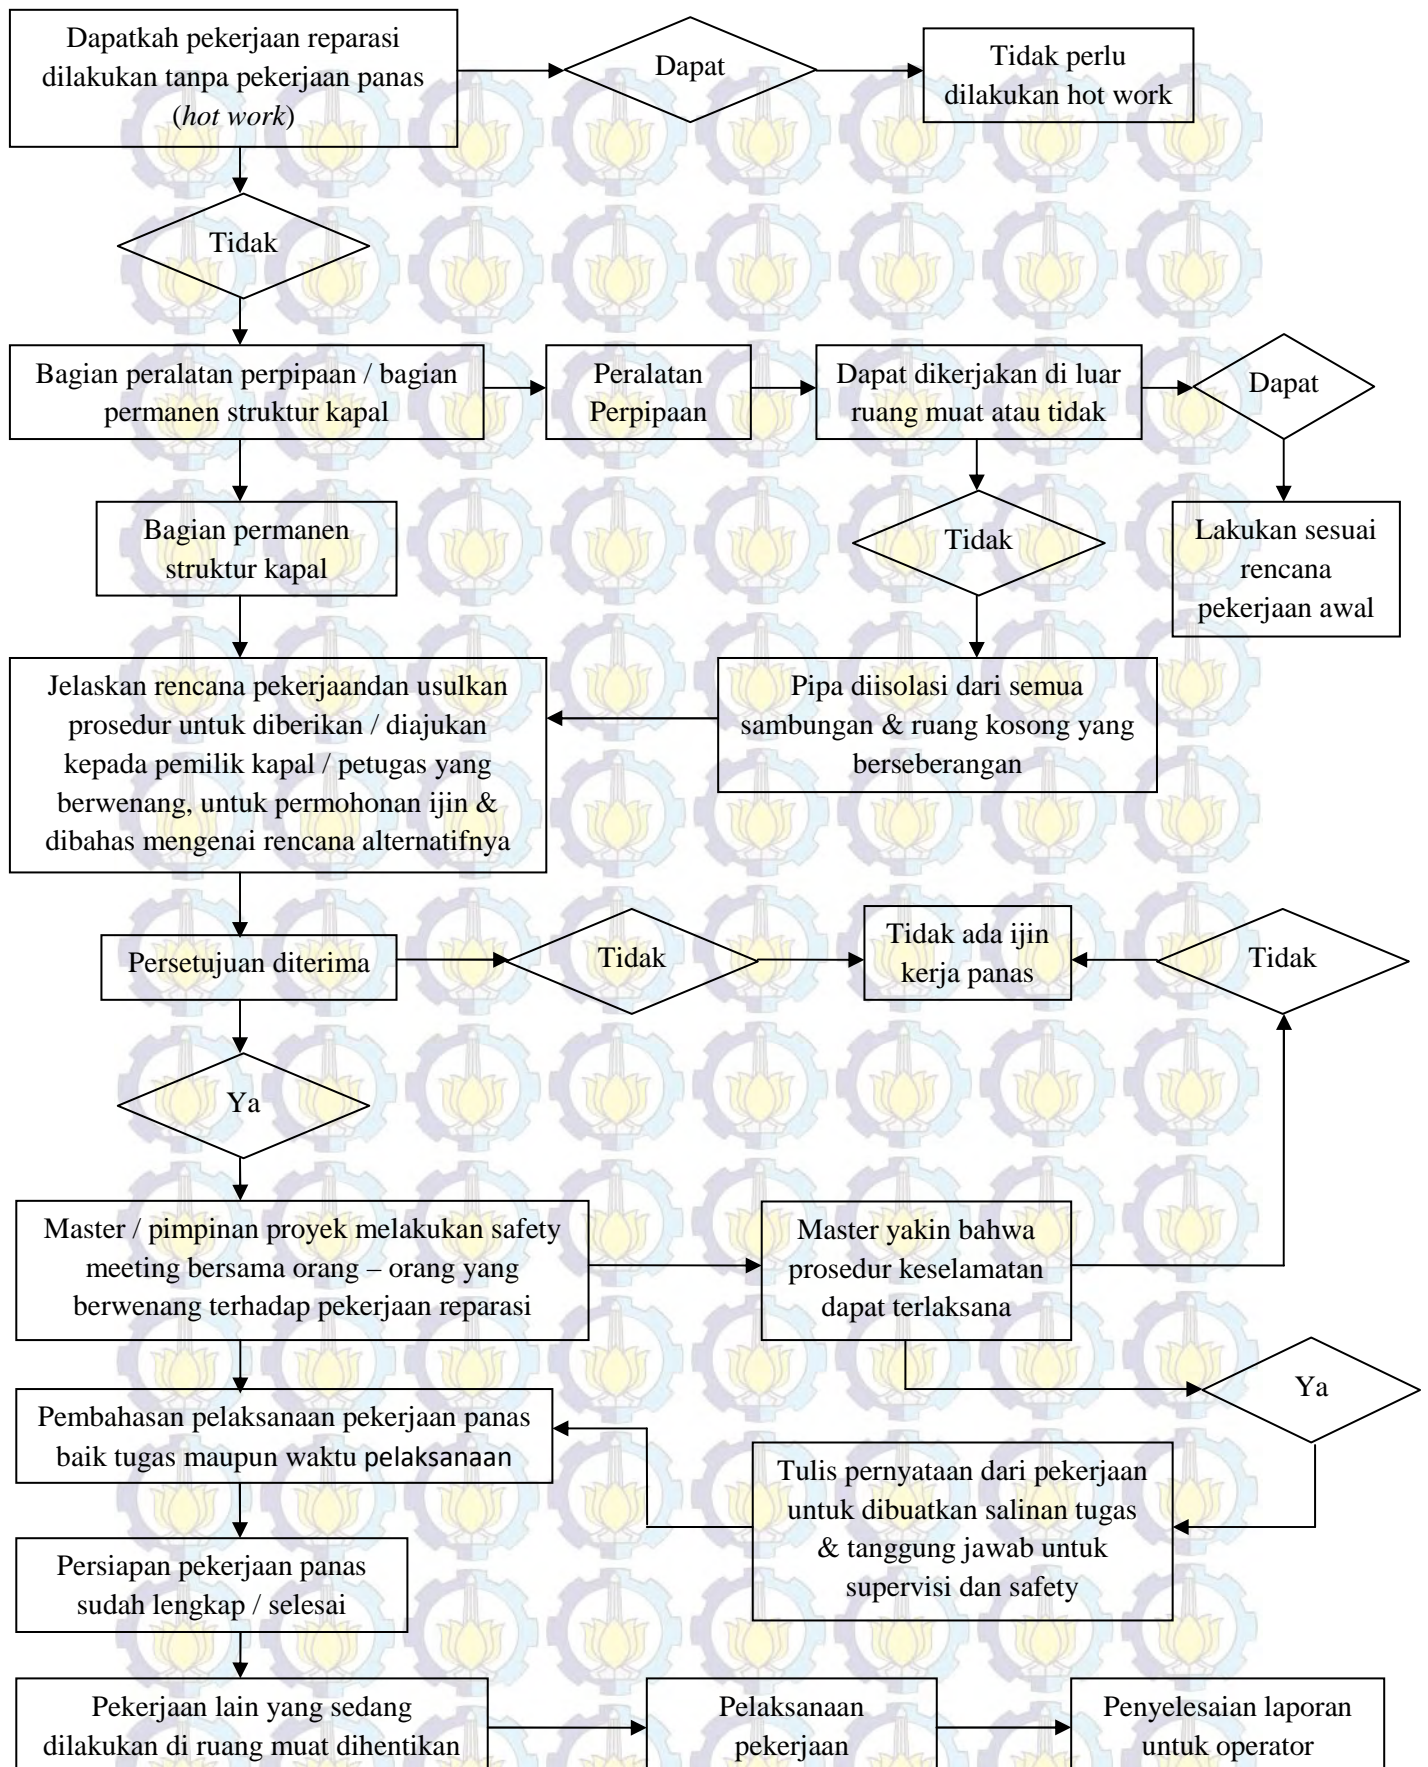 Dapatkah pekerjaan reparasi
dilakukan tanpa pekerjaan panas
(hot work)
Dapat
Tidak perlu
dilakukan hot work
Tidak
Bagian peralatan perpipaan / bagian
permanen struktur kapal
Peralatan
Perpipaan
Dapat dikerjakan di luar
ruang muat atau tidak
Dapat
Bagian permanen
struktur kapal
Tidak
Lakukan sesuai
rencana
pekerjaan awal
Jelaskan rencana pekerjaandan usulkan
prosedur untuk diberikan / diajukan
kepada pemilik kapal / petugas yang
berwenang, untuk permohonan ijin &
dibahas mengenai rencana alternatifnya
Pipa diisolasi dari semua
sambungan & ruang kosong yang
berseberangan
Persetujuan diterima
Tidak
Tidak ada ijin
kerja panas
Tidak
Ya
Master / pimpinan proyek melakukan safety
meeting bersama orang – orang yang
berwenang terhadap pekerjaan reparasi
Master yakin bahwa
prosedur keselamatan
dapat terlaksana
Ya
Pembahasan pelaksanaan pekerjaan panas
baik tugas maupun waktu pelaksanaan
Tulis pernyataan dari pekerjaan
untuk dibuatkan salinan tugas
& tanggung jawab untuk
supervisi dan safety
Persiapan pekerjaan panas
sudah lengkap / selesai
Pekerjaan lain yang sedang
dilakukan di ruang muat dihentikan
Pelaksanaan
pekerjaan
Penyelesaian laporan
untuk operator